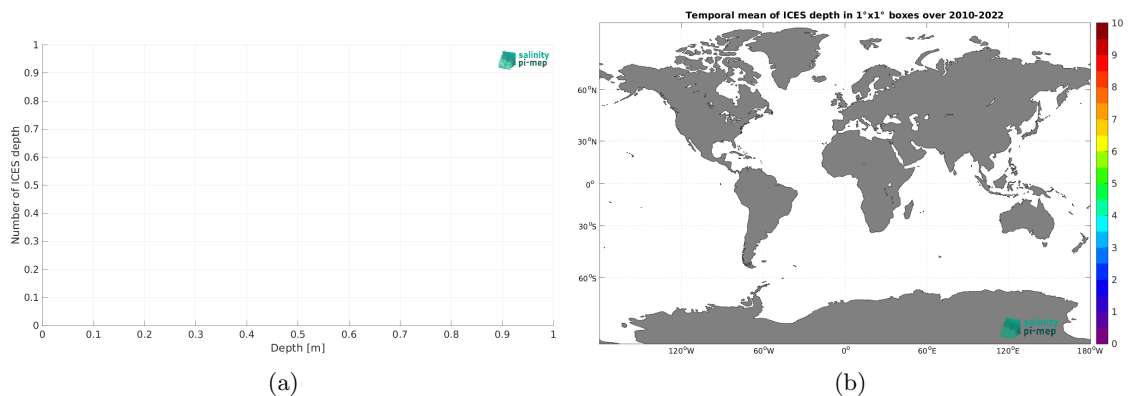 1
0.9
0.8
0.7
0.6
0.5
0.4
0.3
0.2
0.1
0
Number of ICES depth
0 0.1 0.2 0.3 0.4 0.5 0.6 0.7 0.8 0.9 1
Depth [m]
salinity
pi-mep
(a)
Temporal mean of ICES depth in 1°x1° boxes over 2010-2022
60°N
30°N
0°
30°S
60°S
120°W 60°W 0° 60°E 120°E 180°W
salinity
pi-mep
10
9
8
7
6
5
4
3
2
1
0
(b)